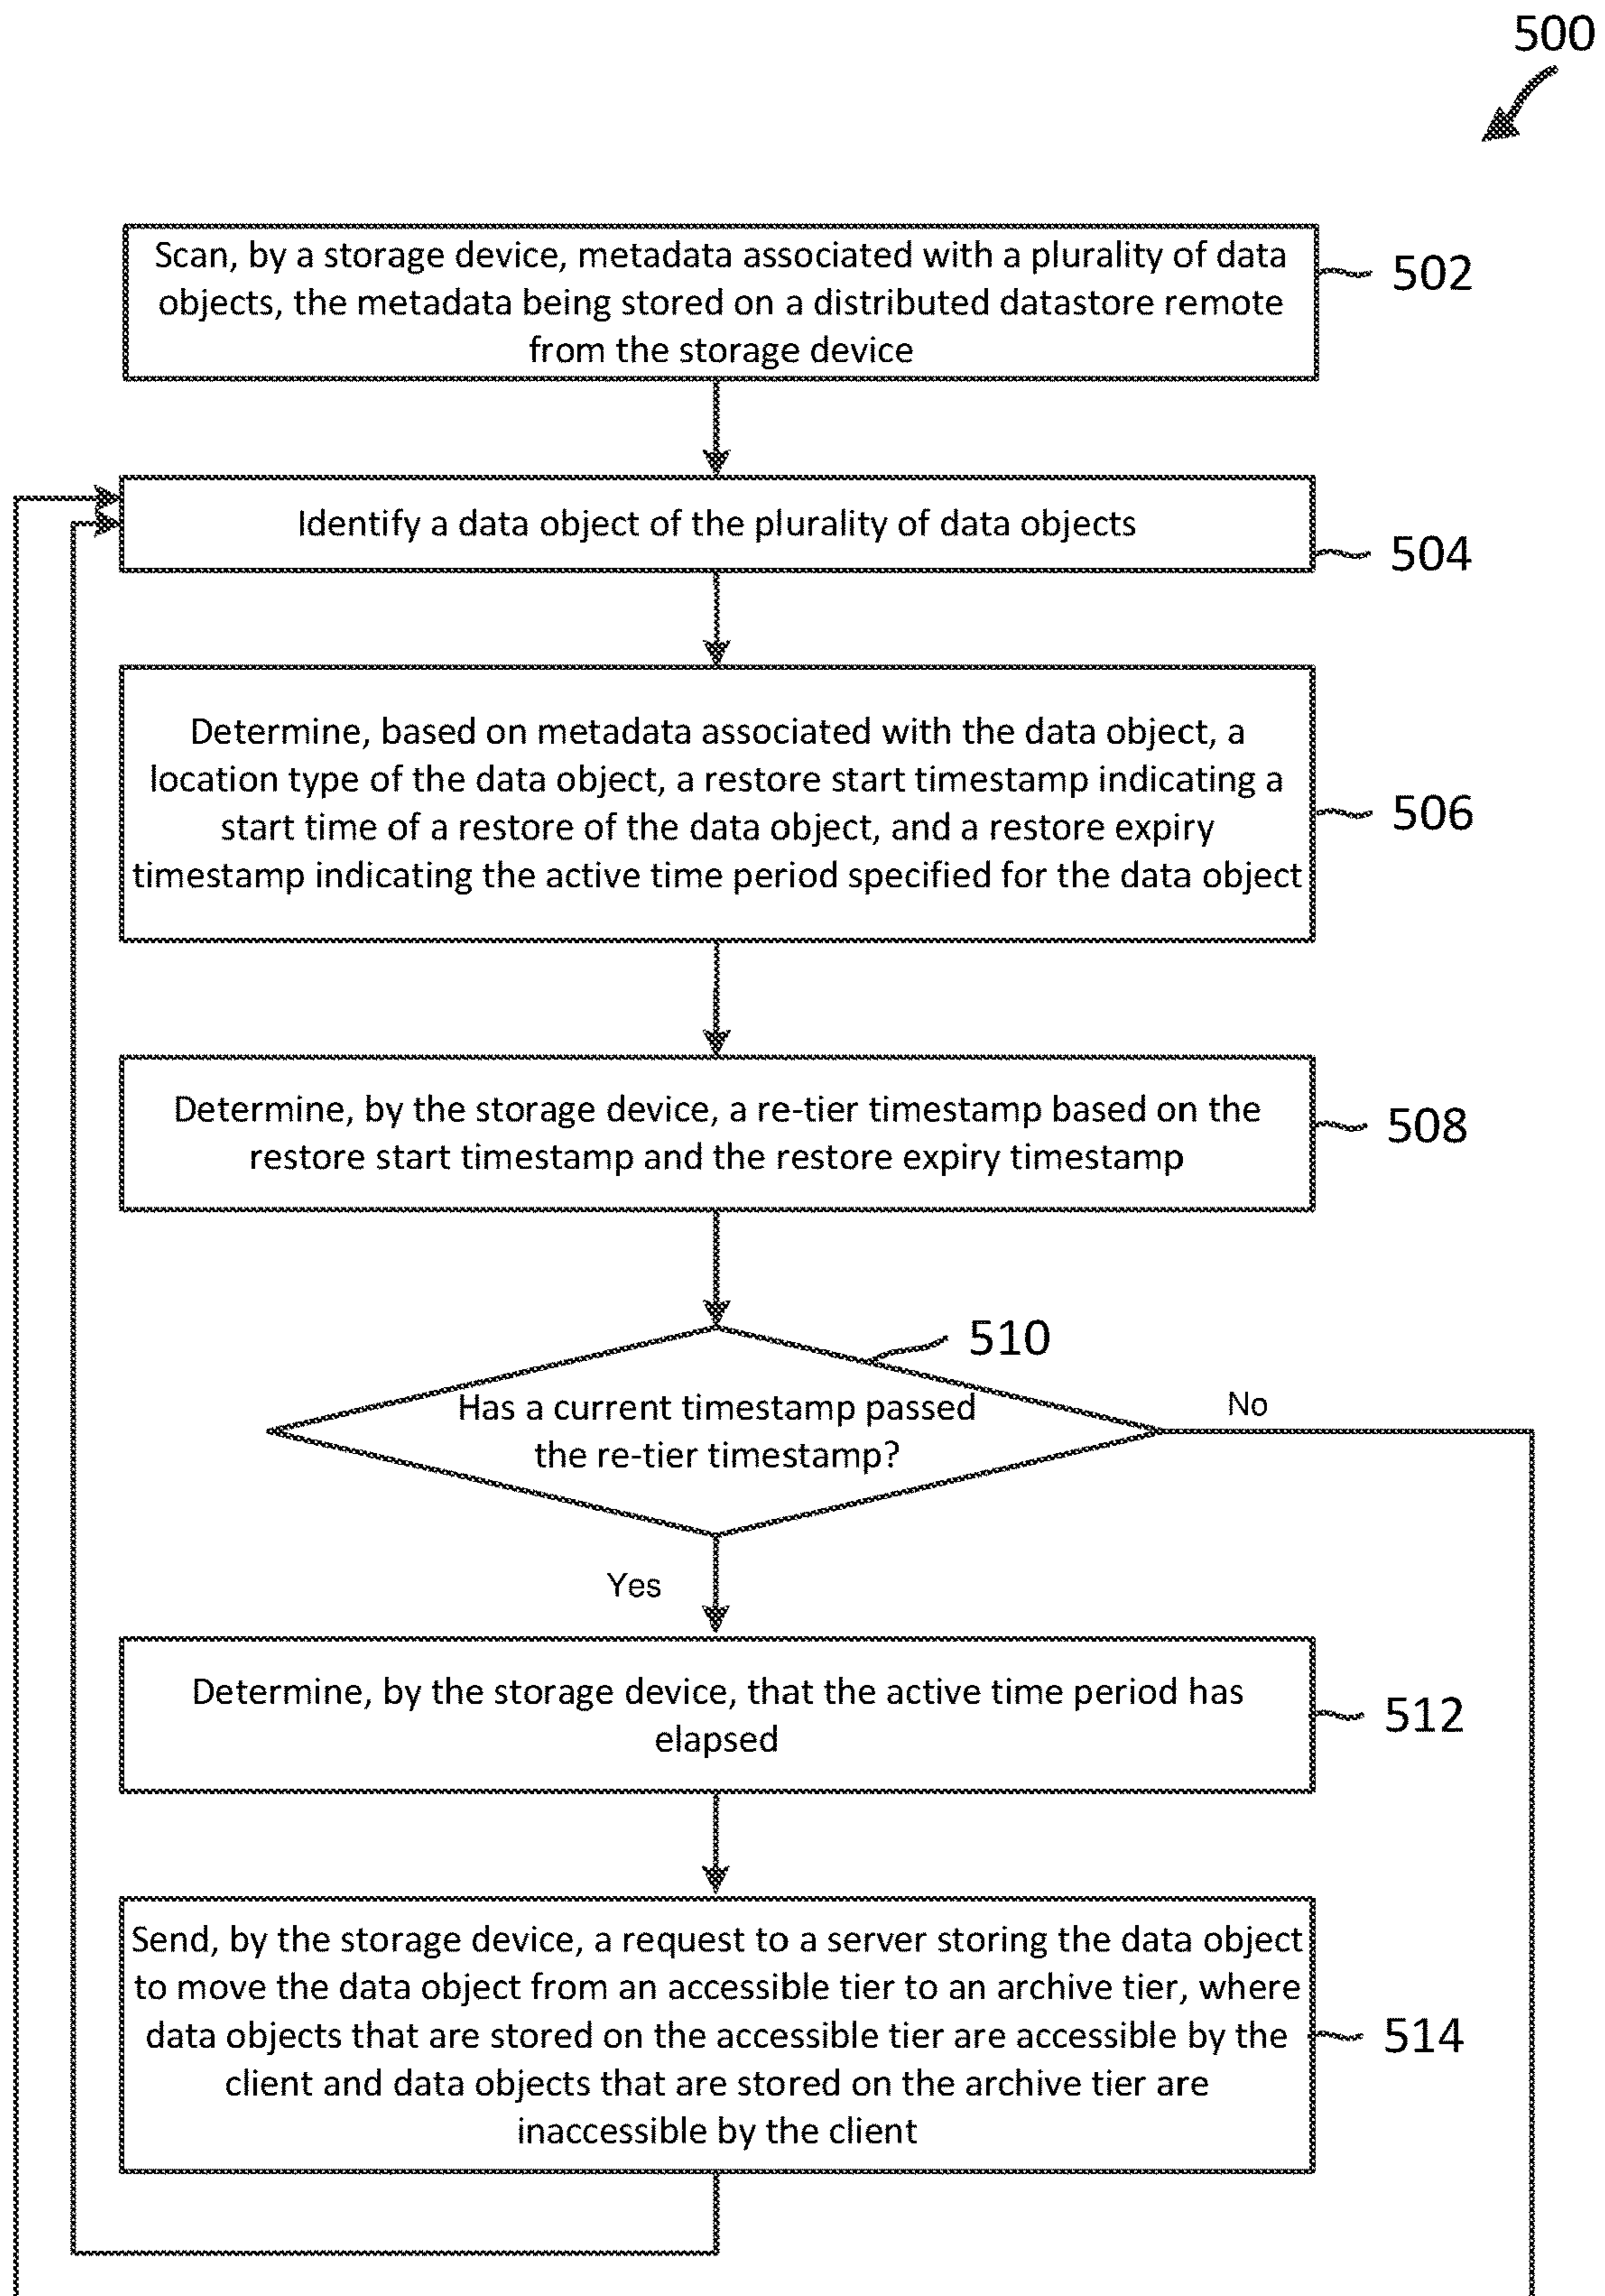 500
Scan, by a storage device, metadata associated with a plurality of data
objects, the metadata being stored on a distributed datastore remote
from the storage device
502
Identify a data object of the plurality of data objects
504
Determine, based on metadata associated with the data object, a
location type of the data object, a restore start timestamp indicating a
start time of a restore of the data object, and a restore expiry
timestamp indicating the active time period specified for the data object
506
Determine, by the storage device, a re-tier timestamp based on the
restore start timestamp and the restore expiry timestamp
508
510
Has a current timestamp passed
the re-tier timestamp?
No
Yes
Determine, by the storage device, that the active time period has
elapsed
512
Send, by the storage device, a request to a server storing the data object
to move the data object from an accessible tier to an archive tier, where
data objects that are stored on the accessible tier are accessible by the
client and data objects that are stored on the archive tier are
inaccessible by the client
514